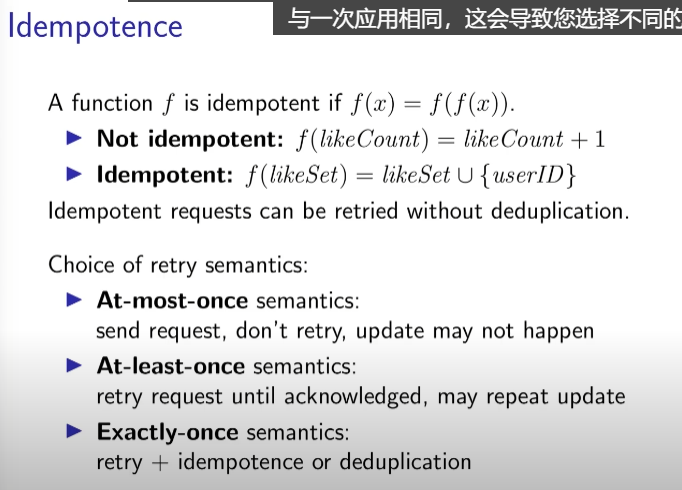 Idempotence
与一次应用相同，这会导致您选择不同的
A function f is idempotent if f(x) = f(f(x)).
▶ Not idempotent: f(likeCount) = likeCount + 1
▶ Idempotent: f(likeSet) = likeSet ∪ {userID}
Idempotent requests can be retried without deduplication.
Choice of retry semantics:
▶ At-most-once semantics:
send request, don't retry, update may not happen
▶ At-least-once semantics:
retry request until acknowledged, may repeat update
▶ Exactly-once semantics:
retry + idempotence or deduplication